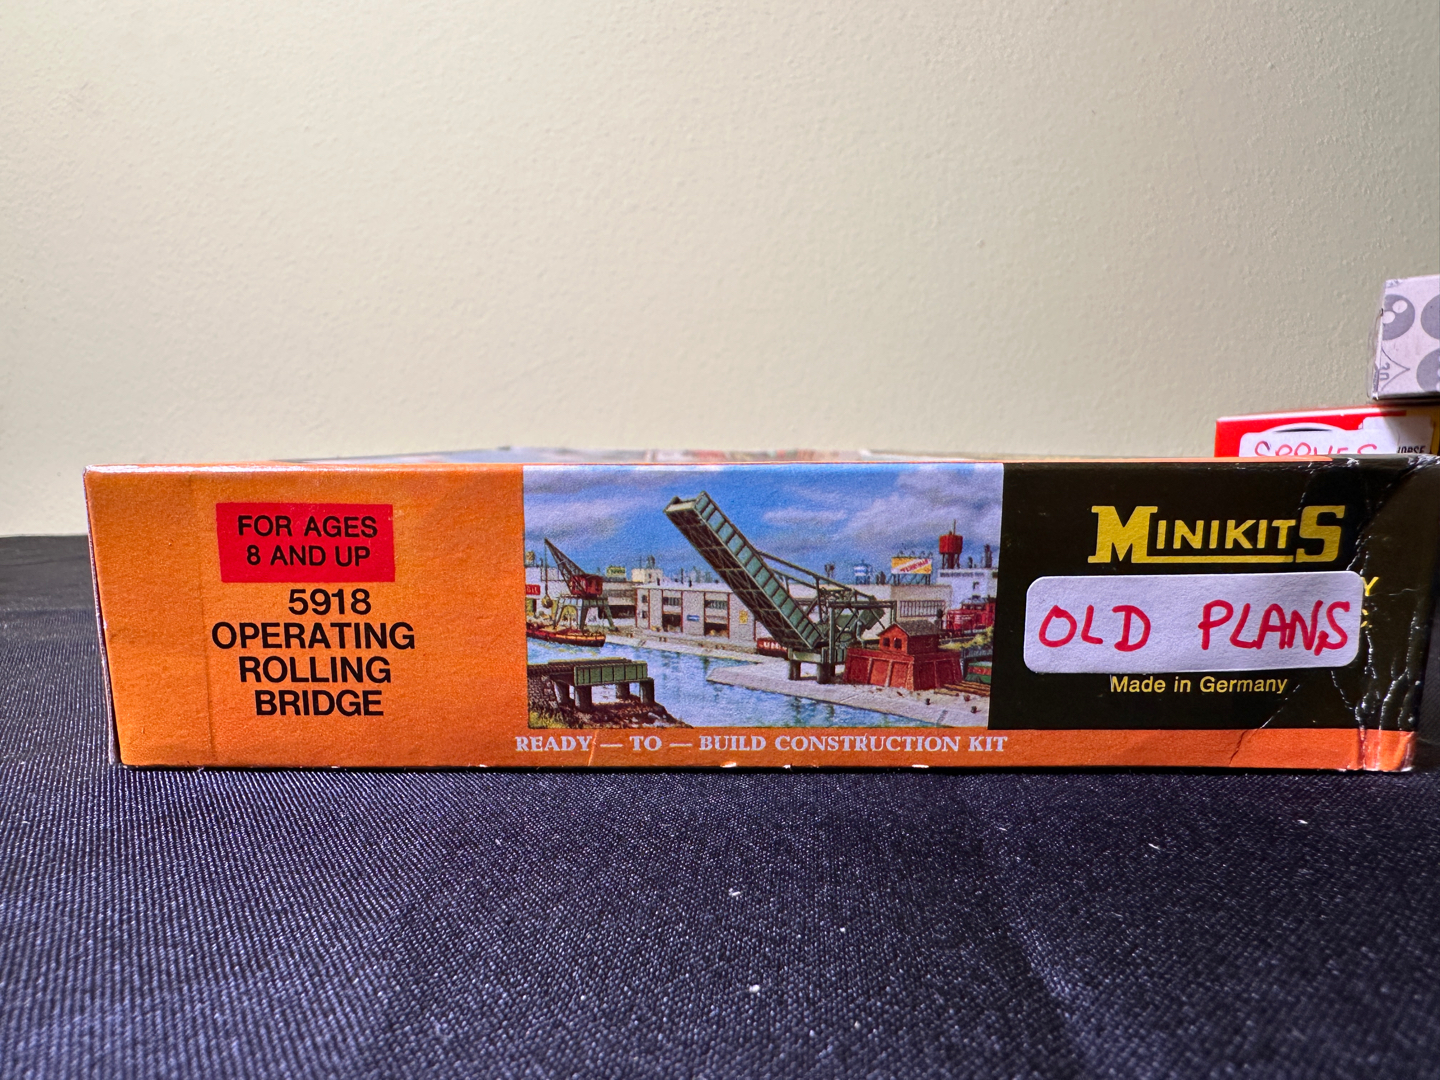 FOR AGES
8 AND UP
5918
OPERATING
ROLLING
BRIDGE
MINIKITS
OLD PLANS
Made in Germany
READY — TO — BUILD CONSTRUCTION KIT